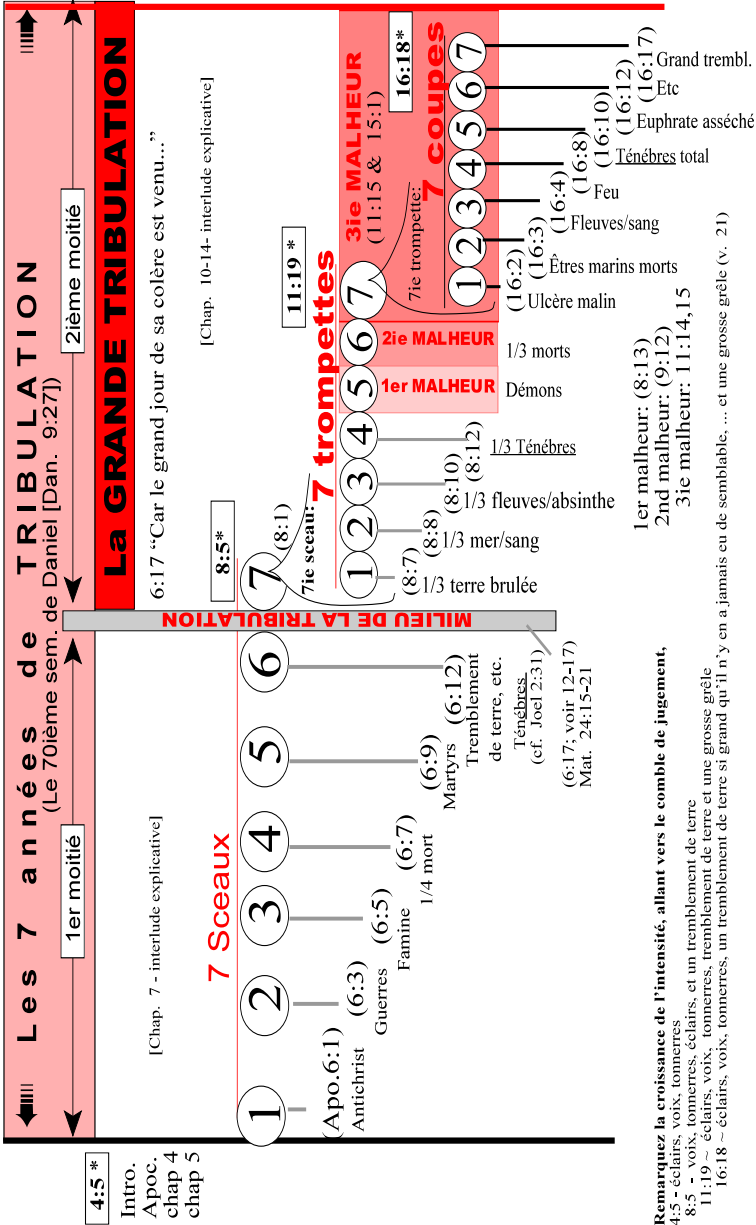 Les 7 années de TRIBULATION
(Le 70ième sem. de Daniel [Dan. 9:27])
1er moitié
2ième moitié
La GRANDE TRIBULATION
4:5 *
Intro.
Apoc.
chap 4
chap 5
[Chap. 7 - interlude explicative]
6:17 “Car le grand jour de sa colère est venu...”
[Chap. 10-14- interlude explicative]
7 Sceaux
1
2
3
4
5
6
7
(Apo.6:1)
Antichrist
(6:3)
Guerres
(6:5)
Famine
(6:7)
1/4 mort
(6:9)
Martyrs
(6:12)
Tremblement
de terre, etc.
Ténébres
(cf. Joel 2:31)
MILIEU DE LA TRIBULATION
(6:17; voir 12-17)
Mat. 24:15-21
8:5*
(8:1)
7ie sceau:
7 trompettes
11:19 *
1
2
3
4
5
6
7
(8:7)
1/3 terre brulée
(8:8)
1/3 mer/sang
(8:10)
1/3 fleuves/absinthe
(8:12)
1/3 Ténébres
1er MALHEUR
Démons
2ie MALHEUR
1/3 morts
3ie MALHEUR
(11:15 & 15:1)
16:18*
7ie trompette:
7 coupes
1
2
3
4
5
6
7
(16:2)
Ulcère malin
(16:3)
Êtres marins morts
(16:4)
Fleuves/sang
(16:8)
Feu
(16:10)
Ténébres total
(16:12)
Euphrate asséché
(16:17)
Etc
Grand trembl.
1er malheur: (8:13)
2nd malheur: (9:12)
3ie malheur: 11:14,15
Remarquez la croissance de l’intensité, allant vers le comble de jugement,
4:5 - éclairs, voix, tonnerres
8:5 - voix, tonnerres, éclairs, et un tremblement de terre
11:19 ~ éclairs, voix, tonnerres, tremblement de terre et une grosse grêle
16:18 ~ éclairs, voix, tonnerres, un tremblement de terre si grand qu’il n’y en a jamais eu de semblable, ... et une grosse grêle (v. 21)